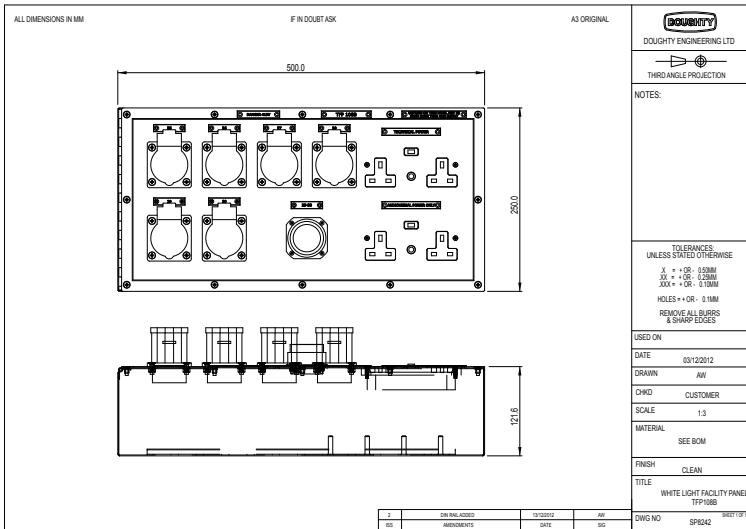 ALL DIMENSIONS IN MM
IF IN DOUBT ASK
A3 ORIGINAL
DOUGHTY
DOUGHTY ENGINEERING LTD
THIRD ANGLE PROJECTION
NOTES:
500.0
TFP 108B
TECHNICAL POWER
250.0
121.6
TOLERANCES:
UNLESS STATED OTHERWISE
.X = + OR - 0.50MM
.XX = + OR - 0.25MM
.XXX = + OR - 0.10MM
HOLES = + OR - 0.1MM
REMOVE ALL BURRS
& SHARP EDGES
USED ON
DATE 03/12/2012
DRAWN AW
CHKD CUSTOMER
SCALE 1:3
MATERIAL
SEE BOM
FINISH CLEAN
TITLE
WHITE LIGHT FACILITY PANEL
TFP108B
DWG NO SP8242
SHEET 1 OF 1
2 DIN RAIL ADDED 13/12/2012 AW
ISS AMENDMENTS DATE SIG